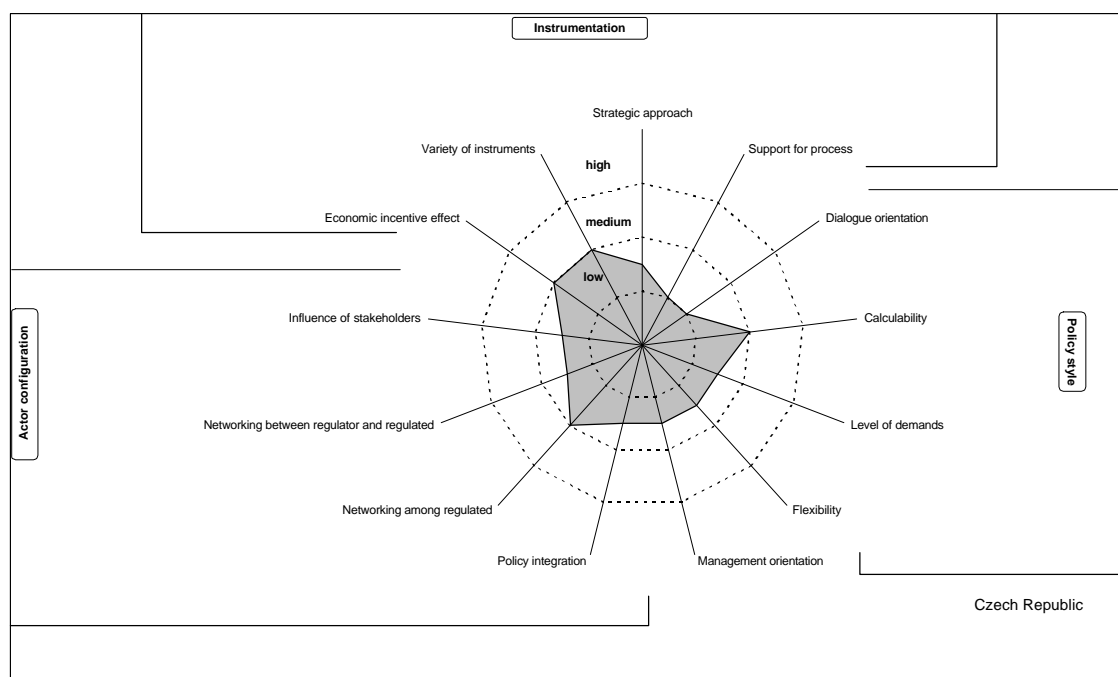 Instrumentation
Strategic approach
Variety of instruments
Support for process
high
Economic incentive effect
medium
Dialogue orientation
low
Influence of stakeholders
Calculability
Actor configuration
Policy style
Networking between regulator and regulated
Level of demands
Networking among regulated
Flexibility
Policy integration
Management orientation
Czech Republic